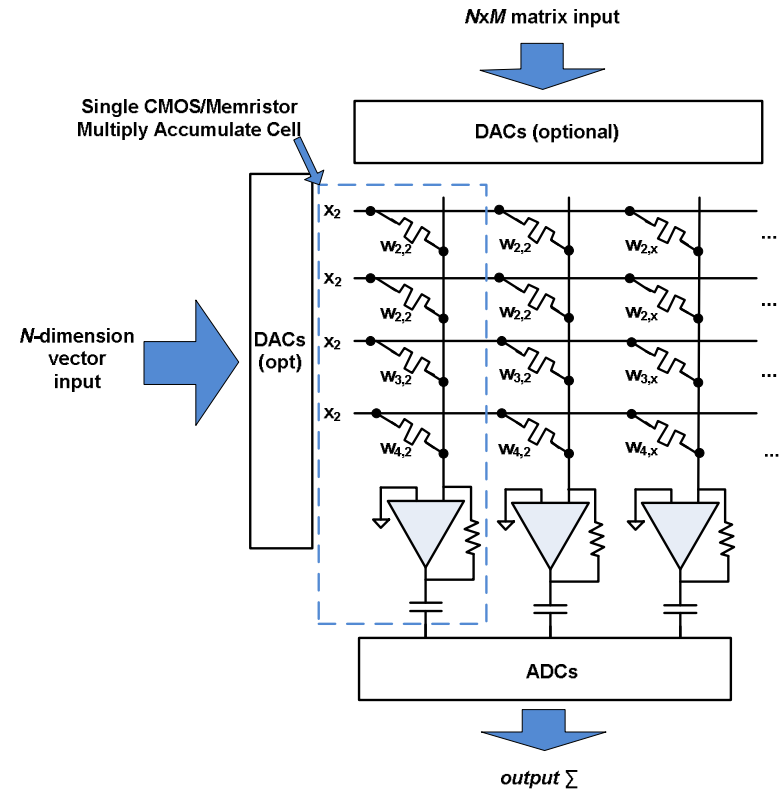 NxM matrix input
Single CMOS/Memristor
Multiply Accumulate Cell
DACs (optional)
x2
w2,2 w2,2 w2,x ...
x2
w2,2 w2,2 w2,x ...
N-dimension
vector
input
DACs
(opt)
x2
w3,2 w3,2 w3,x ...
x2
w4,2 w4,2 w4,x ...
ADCs
output ∑